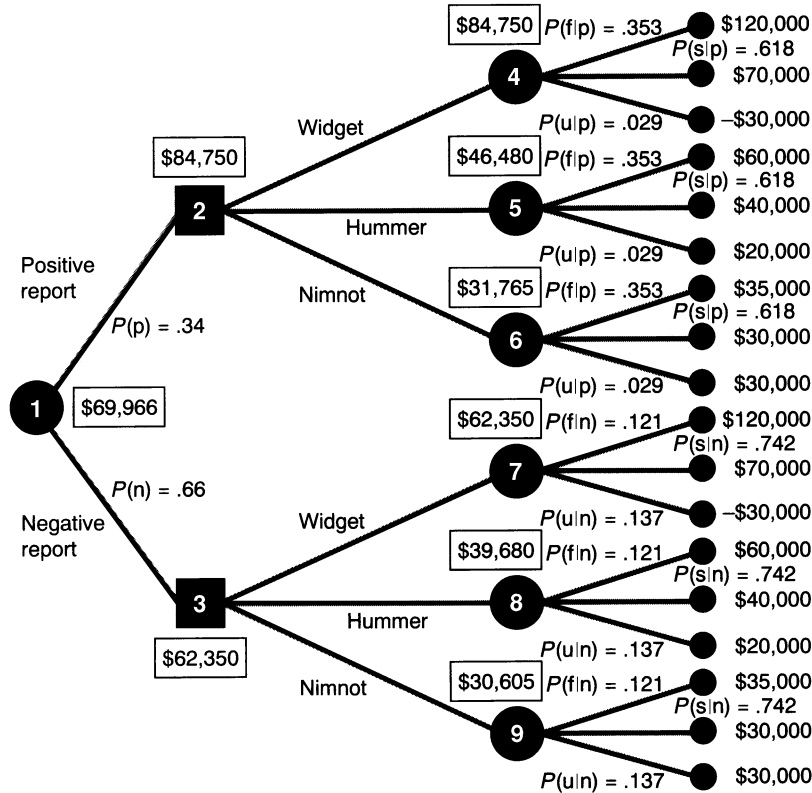 $84,750 P(f|p) = .353 $120,000
P(s|p) = .618
4 $70,000
Widget P(u|p) = .029 –$30,000
$84,750 $46,480 P(f|p) = .353 $60,000
P(s|p) = .618
2 5 $40,000
Hummer
P(u|p) = .029 $20,000
Positive
report
Nimnot $31,765 P(f|p) = .353 $35,000
P(s|p) = .618
P(p) = .34 6 $30,000
P(u|p) = .029 $30,000
1 $69,966
$62,350 P(f|n) = .121 $120,000
P(s|n) = .742
7 $70,000
P(n) = .66
Negative
report
Widget P(u|n) = .137 –$30,000
$39,680 P(f|n) = .121 $60,000
P(s|n) = .742
3 8 $40,000
Hummer
P(u|n) = .137 $20,000
$62,350
Nimnot $30,605 P(f|n) = .121 $35,000
P(s|n) = .742
9 $30,000
P(u|n) = .137 $30,000